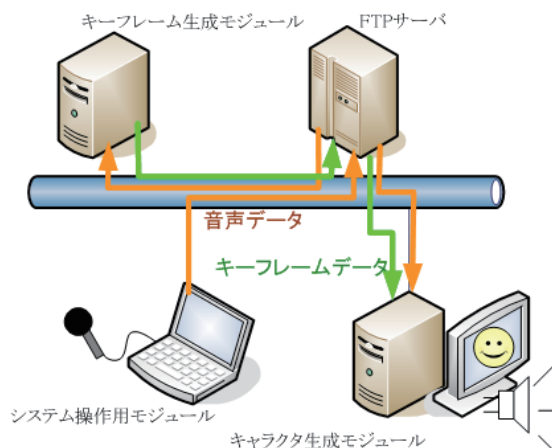 キーフレーム生成モジュール
FTPサーバ
音声データ
キーフレームデータ
システム操作用モジュール
キャラクタ生成モジュール